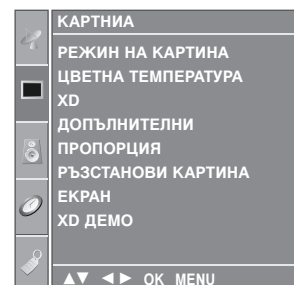 КАРТНИА
РЕЖИН НА КАРТИНА
ЦВЕТНА ТЕМПЕРАТУРА
XD
ДОПЪЛНИТЕЛНИ
ПРОПОРЦИЯ
РЪЗСТАНОВИ КАРТИНА
ЕКРАН
XD ДЕМО
▲▼ ◄► OK MENU